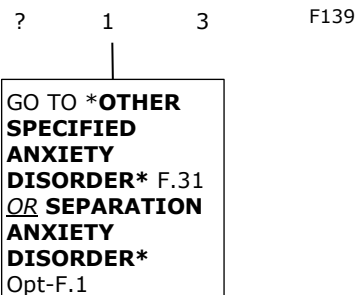 ? 1 3 F139
GO TO *OTHER
SPECIFIED
ANXIETY
DISORDER* F.31
OR SEPARATION
ANXIETY
DISORDER*
Opt-F.1